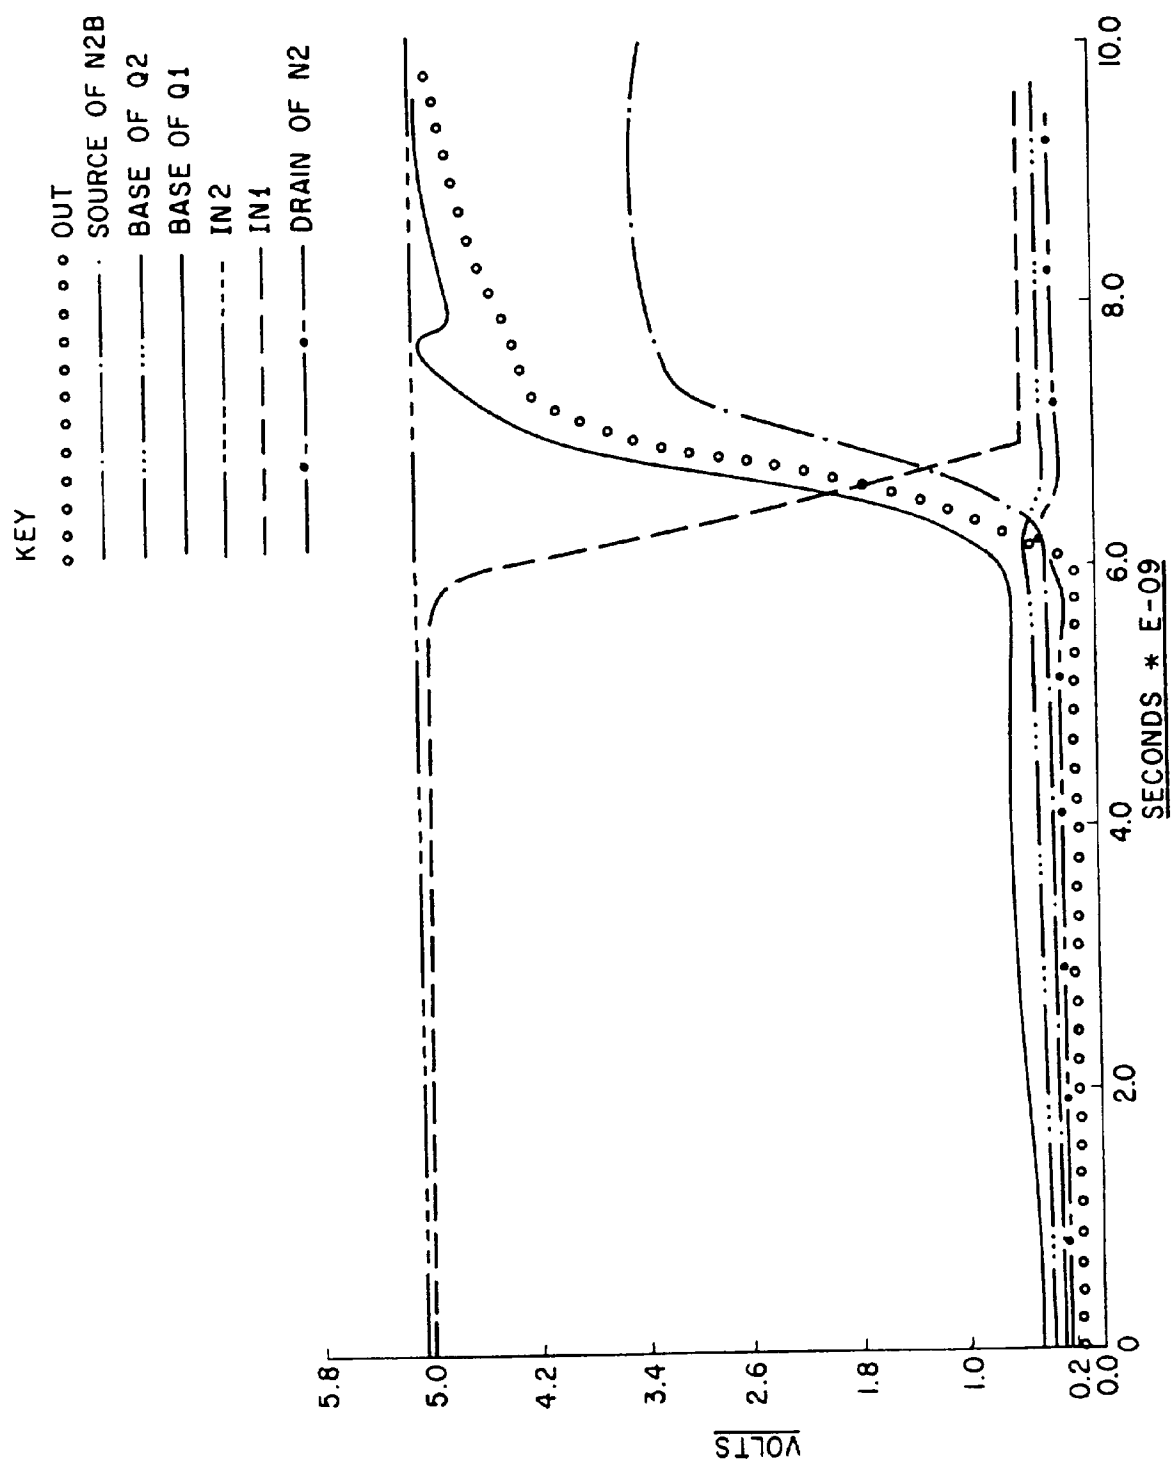 KEY
OUT
SOURCE OF N2B
BASE OF Q2
BASE OF Q1
IN2
IN1
DRAIN OF N2
VOLTS
5.8
5.0
4.2
3.4
2.6
1.8
1.0
0.2
0.0
0
2.0
4.0
6.0
8.0
10.0
SECONDS * E-09